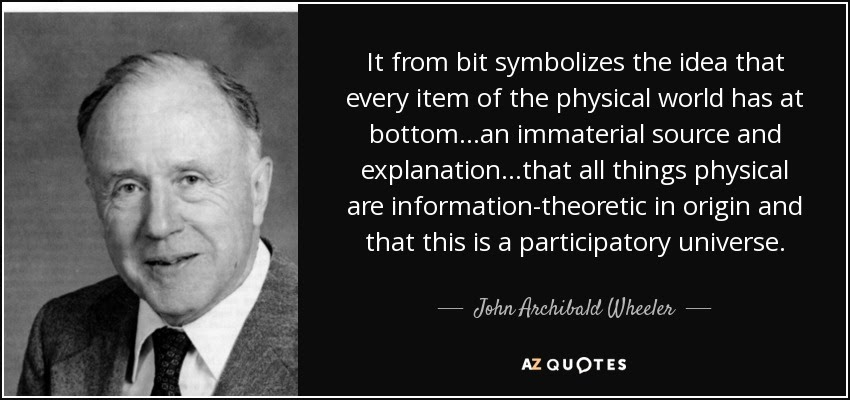 It from bit symbolizes the idea that
every item of the physical world has at
bottom...an immaterial source and
explanation...that all things physical
are information-theoretic in origin and
that this is a participatory universe.
John Archibald Wheeler
AZ QUOTES